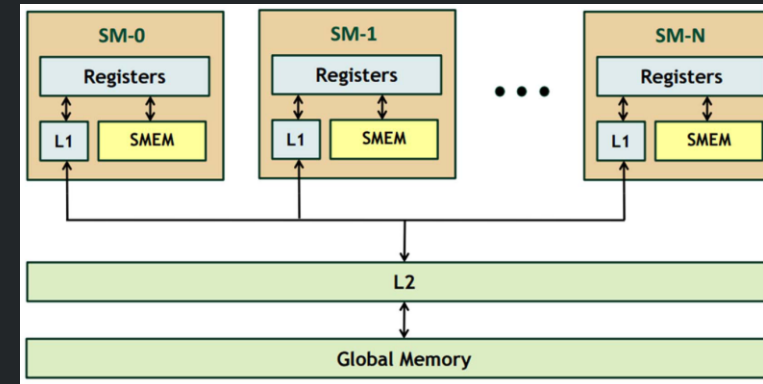 SM-0
SM-1
SM-N
Registers
Registers
Registers
L1
SMEM
L1
SMEM
L1
SMEM
L2
Global Memory